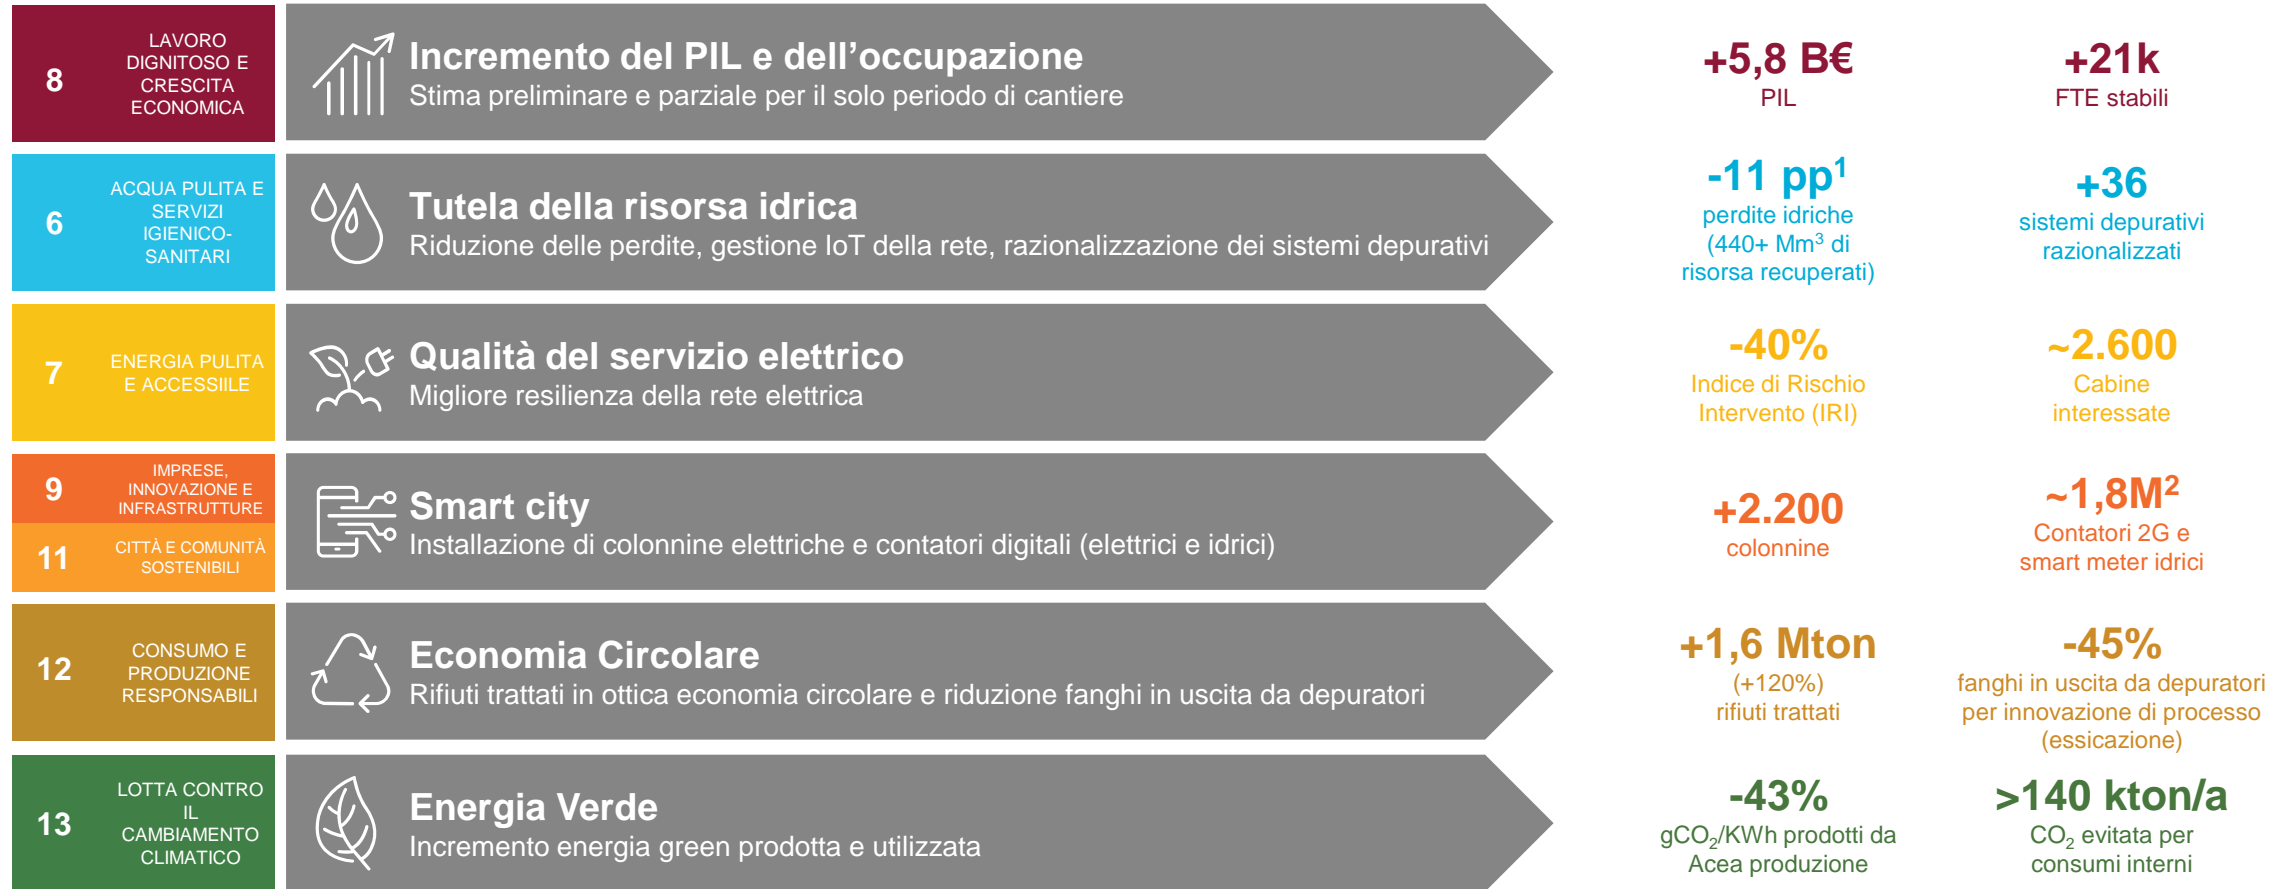 8
LAVORO
DIGNITOSO E
CRESCITA
ECONOMICA
Incremento del PIL e dell’occupazione
Stima preliminare e parziale per il solo periodo di cantiere
+5,8 B€
PIL
+21k
FTE stabili
6
ACQUA PULITA E
SERVIZI
IGIENICO-
SANITARI
Tutela della risorsa idrica
Riduzione delle perdite, gestione IoT della rete, razionalizzazione dei sistemi depurativi
-11 pp¹
perdite idriche
(440+ Mm³ di
risorsa recuperati)
+36
sistemi depurativi
razionalizzati
7
ENERGIA PULITA
E ACCESSIILE
Qualità del servizio elettrico
Migliore resilienza della rete elettrica
-40%
Indice di Rischio
Intervento (IRI)
~2.600
Cabine
interessate
9
IMPRESE,
INNOVAZIONE E
INFRASTRUTTURE
11
CITTÀ E COMUNITÀ
SOSTENIBILI
Smart city
Installazione di colonnine elettriche e contatori digitali (elettrici e idrici)
+2.200
colonnine
~1,8M²
Contatori 2G e
smart meter idrici
12
CONSUMO E
PRODUZIONE
RESPONSABILI
Economia Circolare
Rifiuti trattati in ottica economia circolare e riduzione fanghi in uscita da depuratori
+1,6 Mton
(+120%)
rifiuti trattati
-45%
fanghi in uscita da depuratori
per innovazione di processo
(essicazione)
13
LOTTA CONTRO
IL
CAMBIAMENTO
CLIMATICO
Energia Verde
Incremento energia green prodotta e utilizzata
-43%
gCO₂/KWh prodotti da
Acea produzione
>140 kton/a
CO₂ evitata per
consumi interni